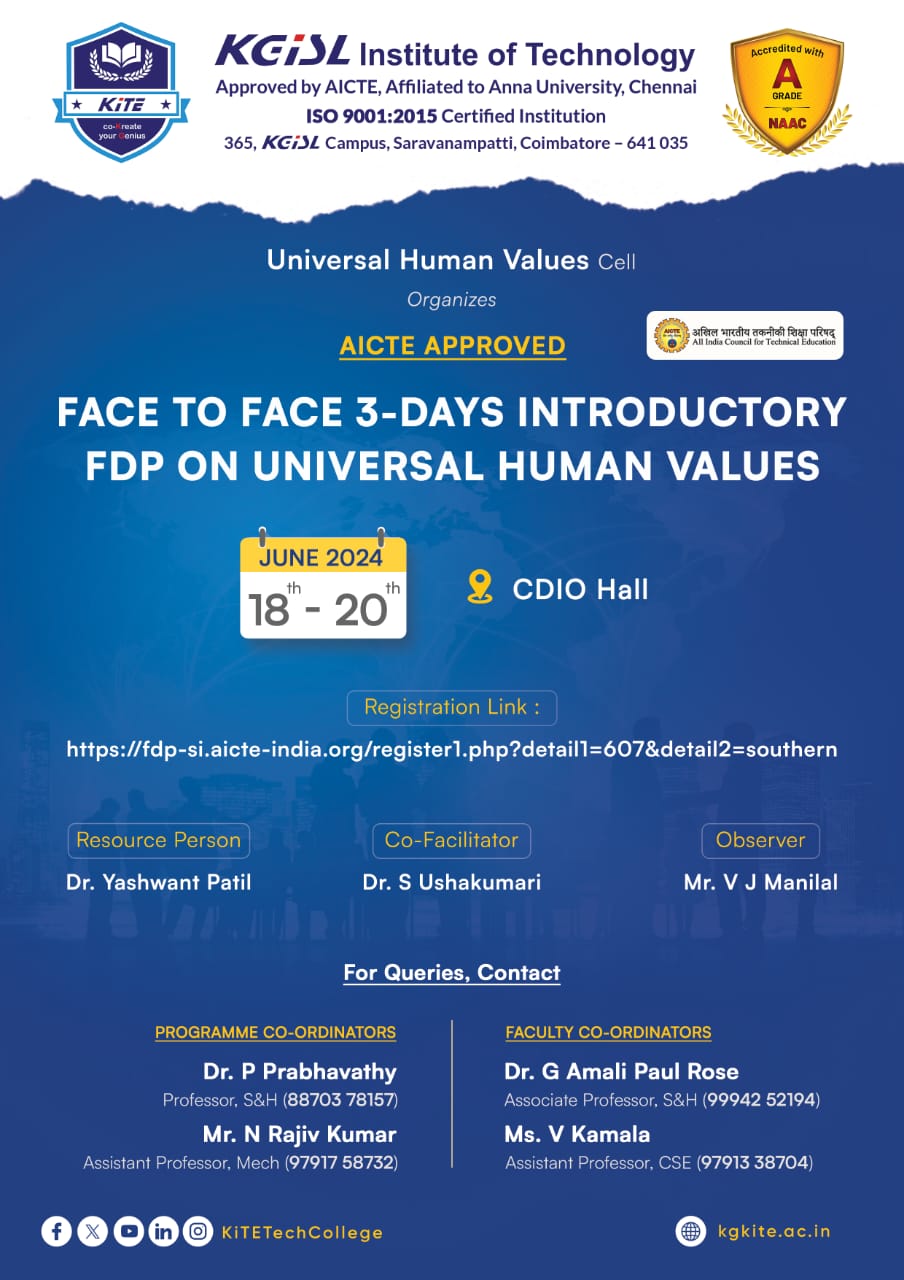 KiTE
co-Kreate
your Genius
KGiSL Institute of Technology
Approved by AICTE, Affiliated to Anna University, Chennai
ISO 9001:2015 Certified Institution
365, KGiSL Campus, Saravanampatti, Coimbatore – 641 035
Accredited with
A
GRADE
NAAC
Universal Human Values Cell
Organizes
AICTE APPROVED
अखिल भारतीय तकनीकी शिक्षा परिषद्
All India Council for Technical Education
FACE TO FACE 3-DAYS INTRODUCTORY
FDP ON UNIVERSAL HUMAN VALUES
JUNE 2024
18th - 20th
CDIO Hall
Registration Link :
https://fdp-si.aicte-india.org/register1.php?detail1=607&detail2=southern
Resource Person
Dr. Yashwant Patil
Co-Facilitator
Dr. S Ushakumari
Observer
Mr. V J Manilal
For Queries, Contact
PROGRAMME CO-ORDINATORS
Dr. P Prabhavathy
Professor, S&H (88703 78157)
Mr. N Rajiv Kumar
Assistant Professor, Mech (97917 58732)
FACULTY CO-ORDINATORS
Dr. G Amali Paul Rose
Associate Professor, S&H (99942 52194)
Ms. V Kamala
Assistant Professor, CSE (97913 38704)
KiTETechCollege
kgkite.ac.in